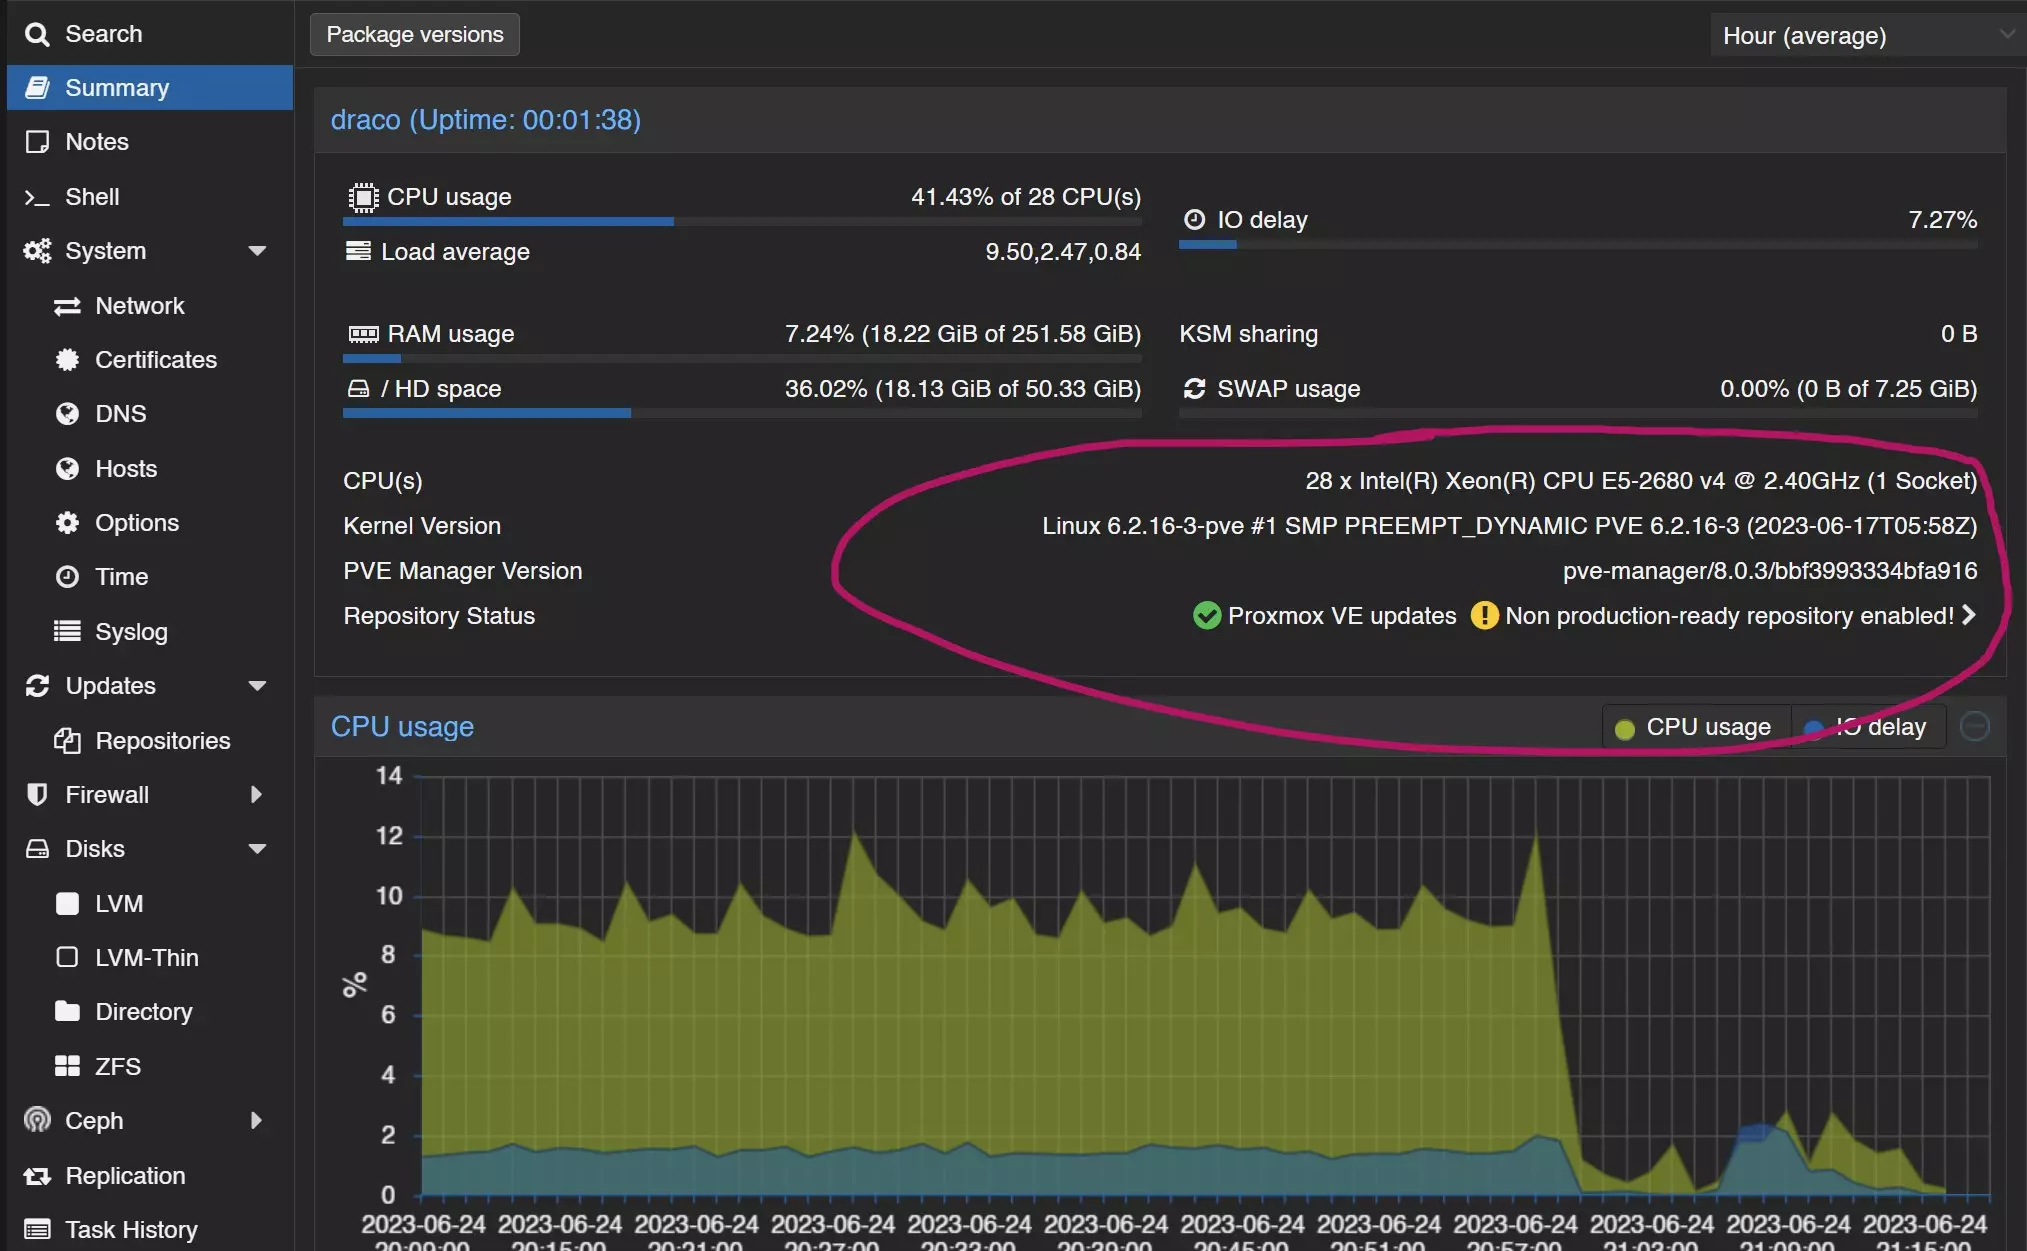 Search
Package versions
Hour (average)
Summary
Notes
Shell
System
Network
Certificates
DNS
Hosts
Options
Time
Syslog
Updates
Repositories
Firewall
Disks
LVM
LVM-Thin
Directory
ZFS
Ceph
Replication
Task History
draco (Uptime: 00:01:38)
CPU usage 41.43% of 28 CPU(s)
Load average 9.50,2.47,0.84
IO delay 7.27%
RAM usage 7.24% (18.22 GiB of 251.58 GiB)
/ HD space 36.02% (18.13 GiB of 50.33 GiB)
KSM sharing 0 B
SWAP usage 0.00% (0 B of 7.25 GiB)
CPU(s) 28 x Intel(R) Xeon(R) CPU E5-2680 v4 @ 2.40GHz (1 Socket)
Kernel Version Linux 6.2.16-3-pve #1 SMP PREEMPT_DYNAMIC PVE 6.2.16-3 (2023-06-17T05:58Z)
PVE Manager Version pve-manager/8.0.3/bbf3993334bfa916
Repository Status Proxmox VE updates Non production-ready repository enabled!
CPU usage
CPU usage IO delay
14
12
10
8
%
6
4
2
0
2023-06-24 2023-06-24 2023-06-24 2023-06-24 2023-06-24 2023-06-24 2023-06-24 2023-06-24 2023-06-24 2023-06-24 2023-06-24 2023-06-24
20:09:00 20:15:00 20:21:00 20:27:00 20:33:00 20:39:00 20:45:00 20:51:00 20:57:00 21:03:00 21:09:00 21:15:00